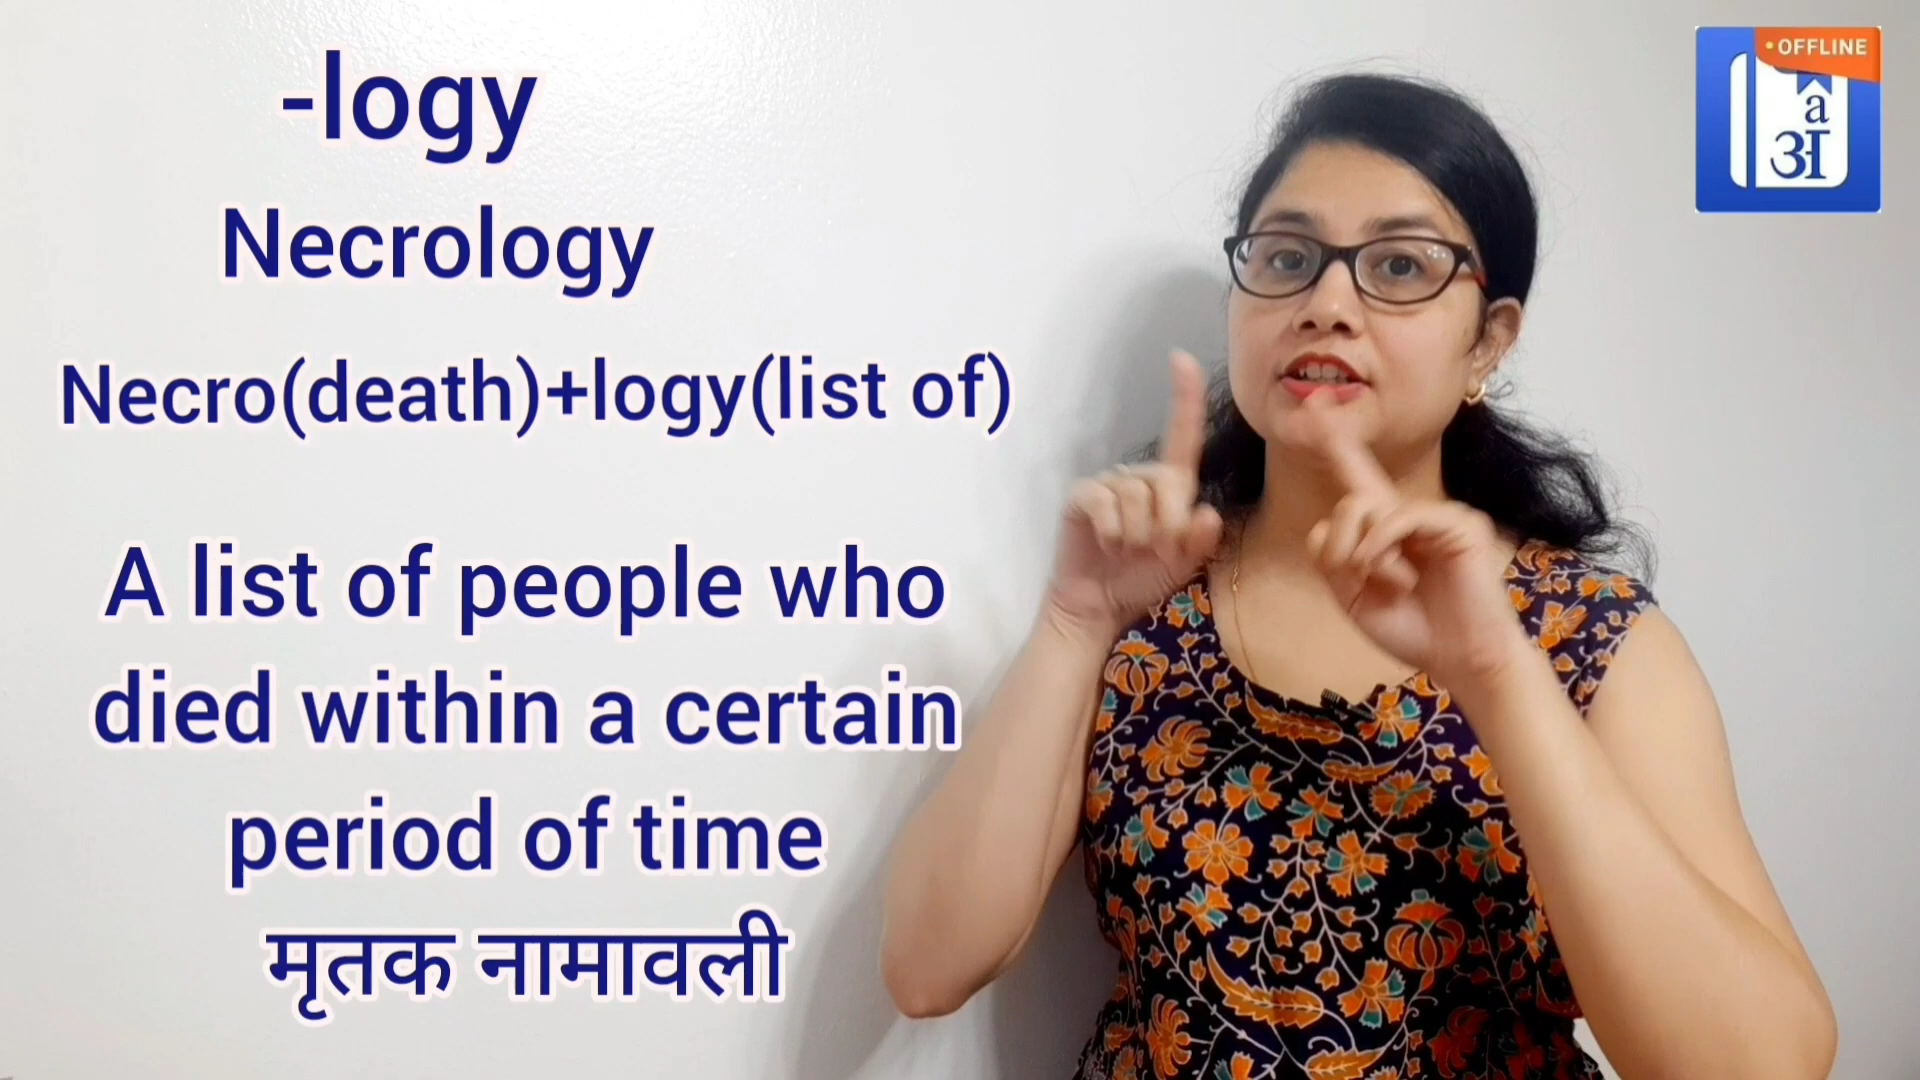 -logy
Necrology
Necro(death)+logy(list of)
A list of people who
died within a certain
period of time
मृतक नामावली
• OFFLINE
a
अ